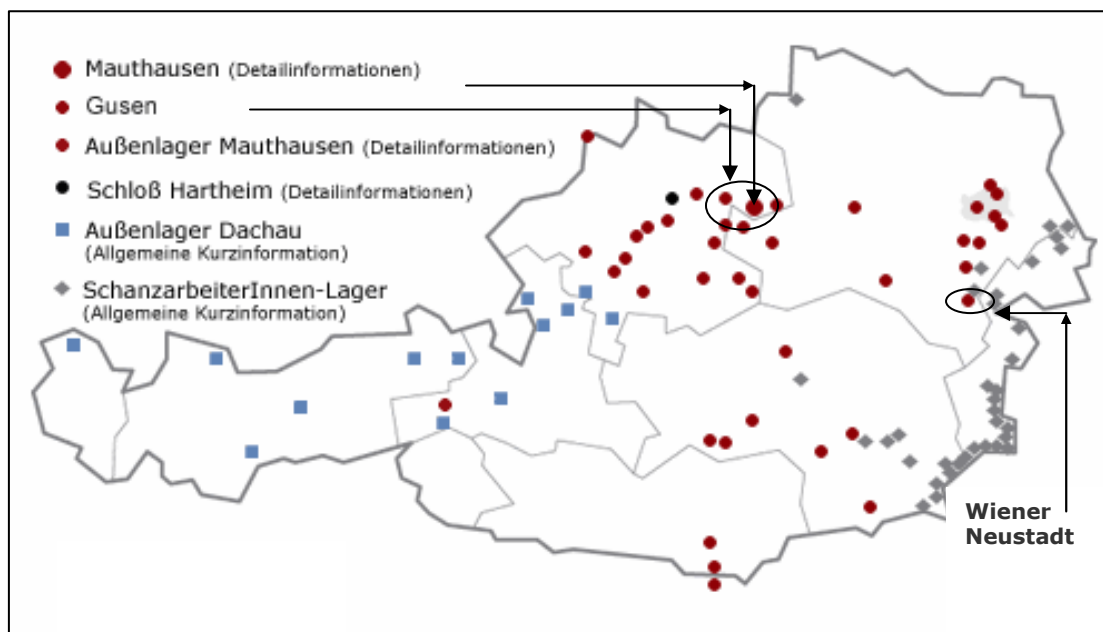 Mauthausen (Detailinformationen)
Gusen
Außenlager Mauthausen (Detailinformationen)
Schloß Hartheim (Detailinformationen)
Außenlager Dachau
(Allgemeine Kurzinformation)
SchanzarbeiterInnen-Lager
(Allgemeine Kurzinformation)
Wiener
Neustadt